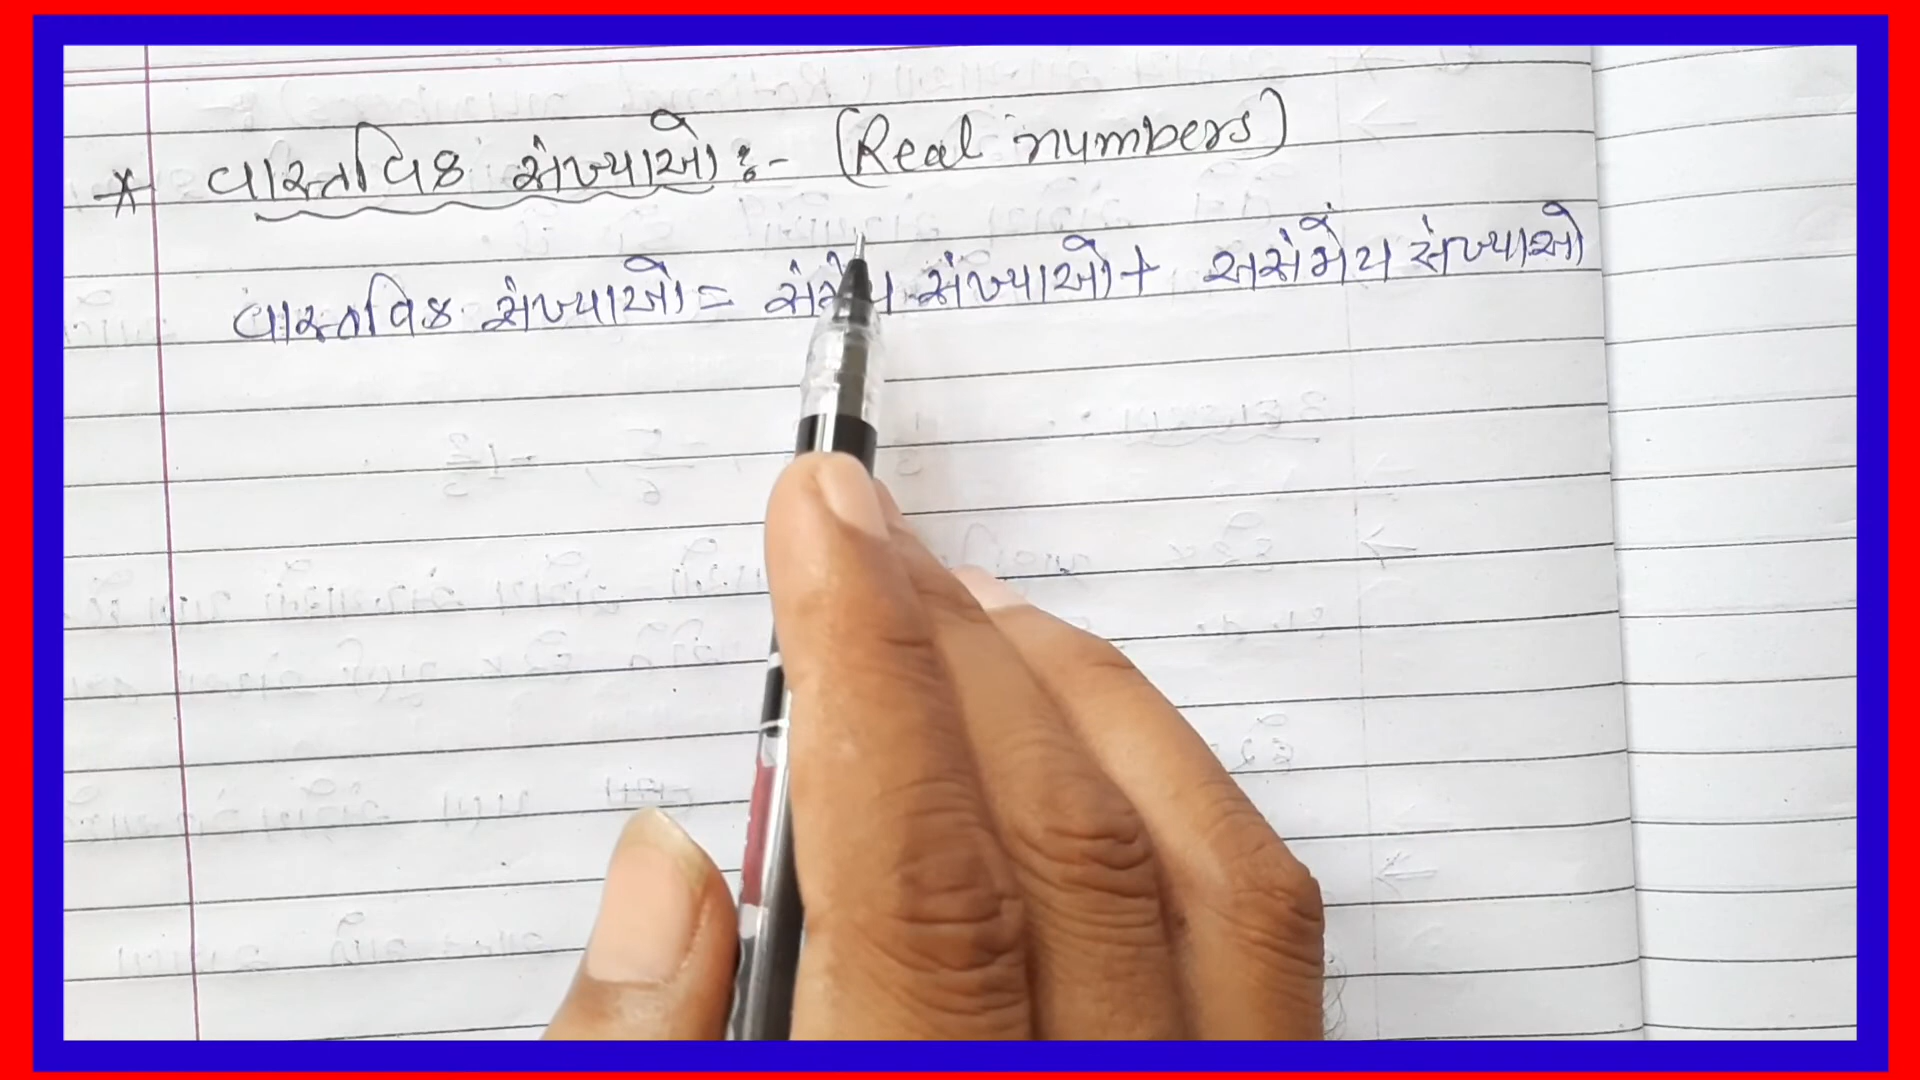 * વાસ્તવિક સંખ્યાઓ :- (Real numbers)
વાસ્તવિક સંખ્યાઓ = સંમેય સંખ્યાઓ + અસંમેય સંખ્યાઓ